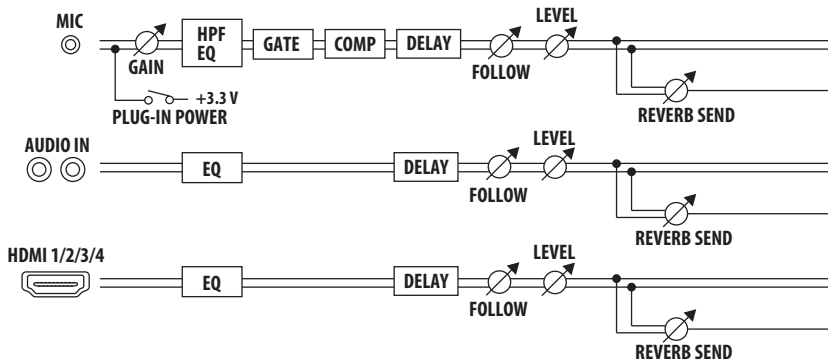 MIC
GAIN
HPF
EQ
GATE
COMP
DELAY
FOLLOW
LEVEL
+3.3 V
PLUG-IN POWER
REVERB SEND
AUDIO IN
EQ
DELAY
FOLLOW
LEVEL
REVERB SEND
HDMI 1/2/3/4
EQ
DELAY
FOLLOW
LEVEL
REVERB SEND